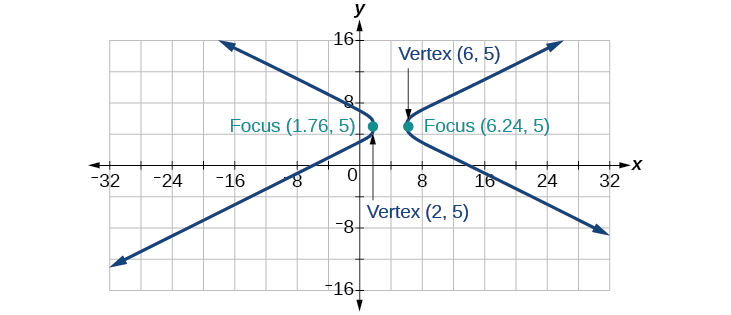 y
16
Vertex (6, 5)
8
Focus (1.76, 5)
Focus (6.24, 5)
x
−32
−24
−16
−8
0
8
16
24
32
Vertex (2, 5)
−8
−16